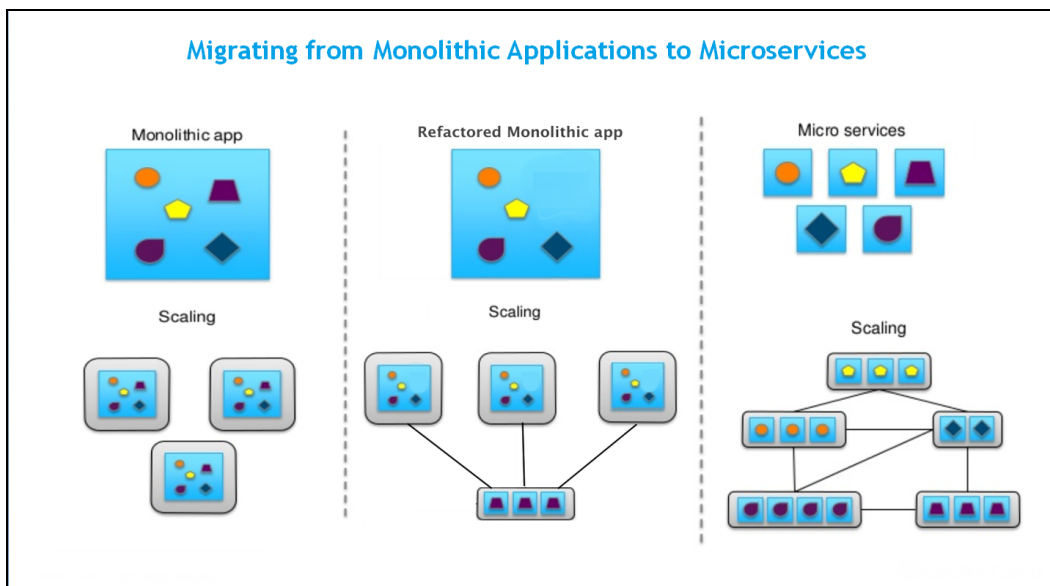 Migrating from Monolithic Applications to Microservices
Monolithic app
Scaling
Refactored Monolithic app
Scaling
Micro services
Scaling